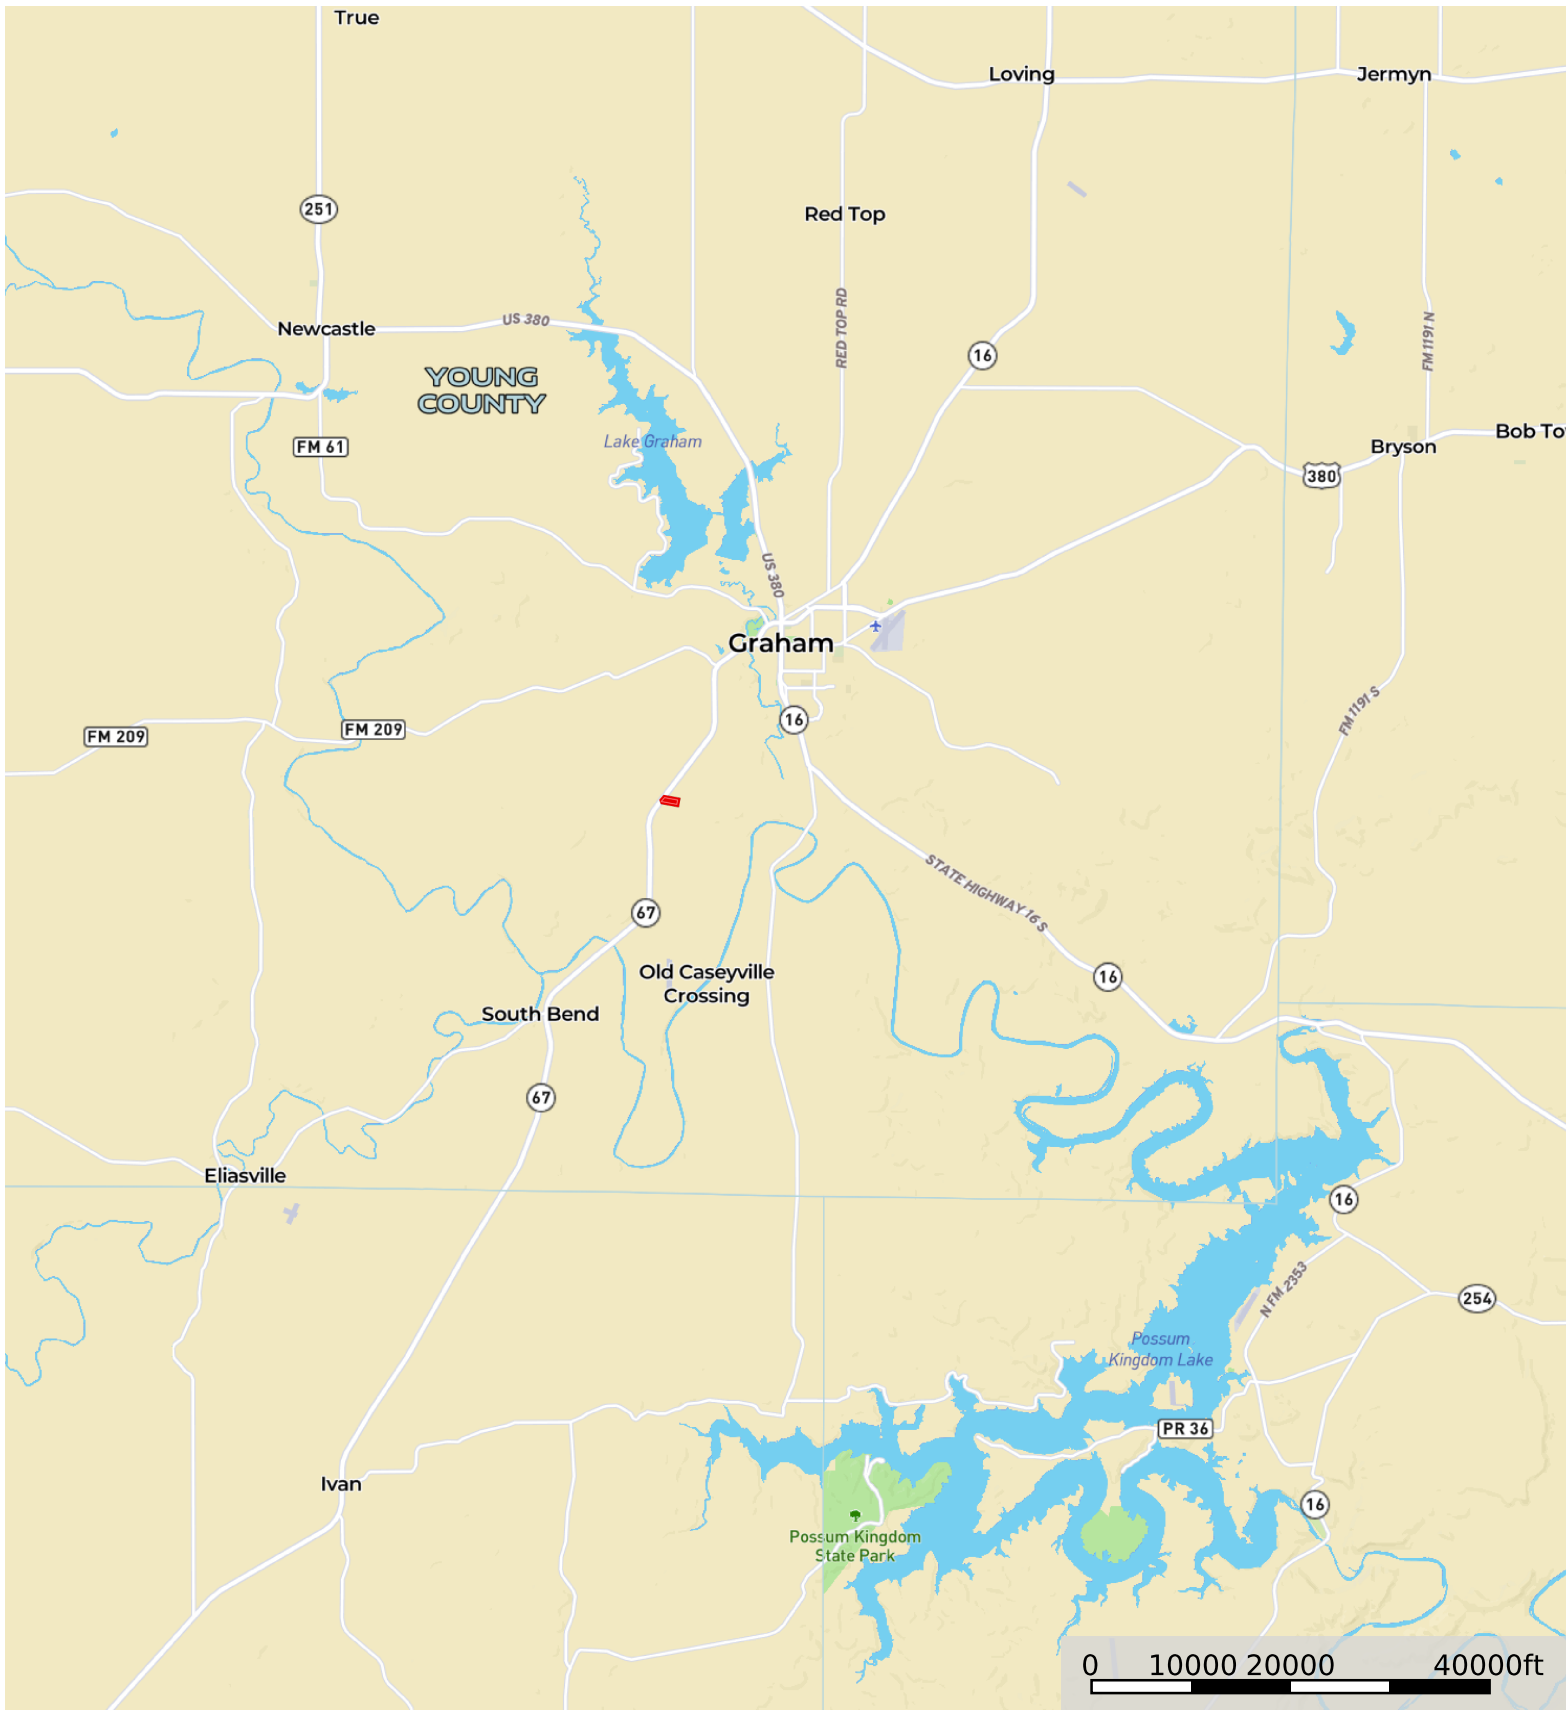 True
Loving
Jermyn
251
Red Top
Newcastle
US 380
RED TOP RD
16
FM 1191 N
YOUNG
COUNTY
FM 61
Lake Graham
Bryson
Bob To
380
US 380
Graham
FM 209
FM 209
16
FM 1191 S
STATE HIGHWAY 16 S
67
Old Caseyville
Crossing
16
South Bend
67
Eliasville
16
N FM 2353
254
Possum
Kingdom Lake
PR 36
Ivan
16
Possum Kingdom
State Park
0 10000 20000 40000ft